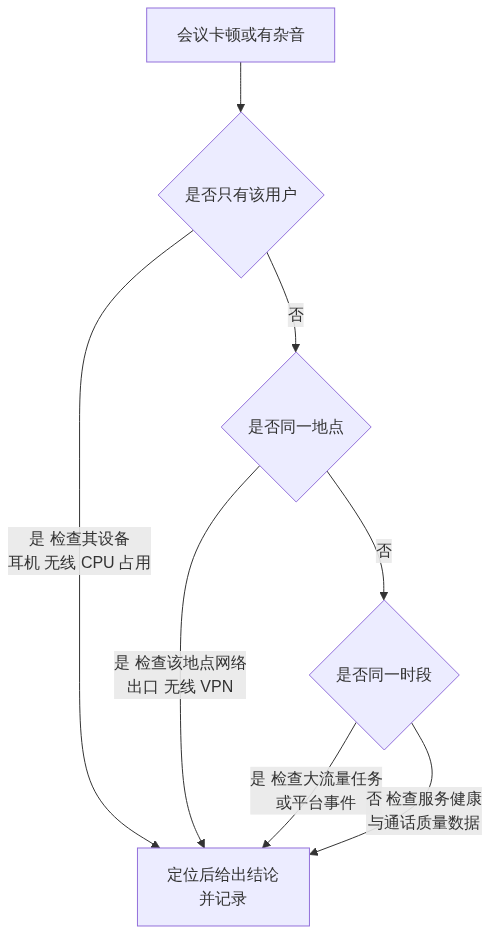 会议卡顿或有杂音
是否只有该用户
否
是否同一地点
是 检查其设备
耳机 无线 CPU 占用
否
是 检查该地点网络
出口 无线 VPN
是否同一时段
是 检查大流量任务
或平台事件
否 检查服务健康
与通话质量数据
定位后给出结论
并记录